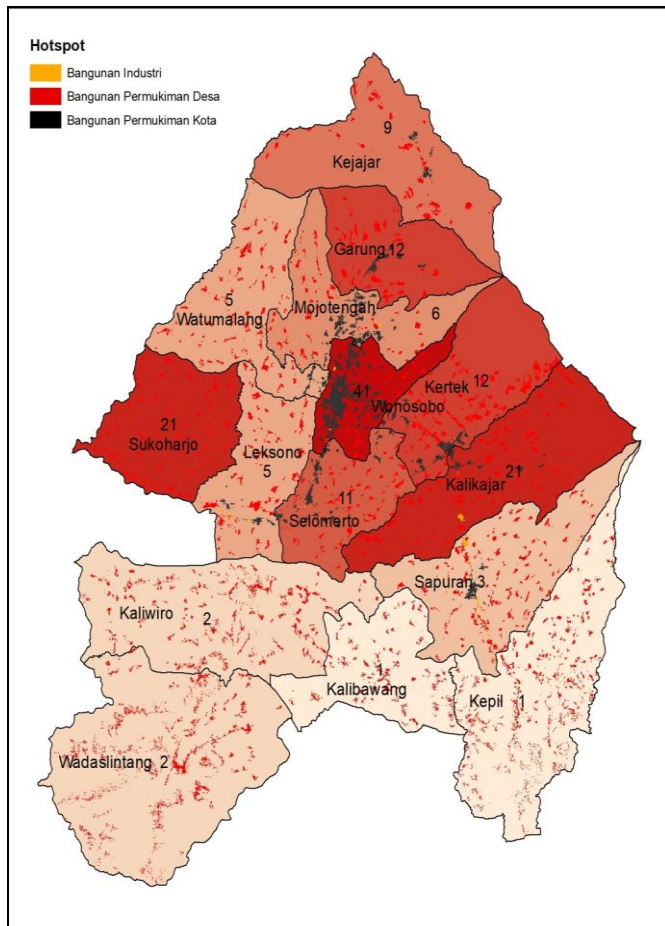 Hotspot
Bangunan Industri
Bangunan Permukiman Desa
Bangunan Permukiman Kota
9
Kejajar
Garung 12
5
Watumalang
Mojotengah
6
41
Wonosobo
Kertek 12
21
Sukoharjo
Leksono
5
21
Kalikajar
11
Selomerto
Sapuran 3
Kaliwiro 2
1
Kalibawang
Kepil 1
Wadaslintang 2